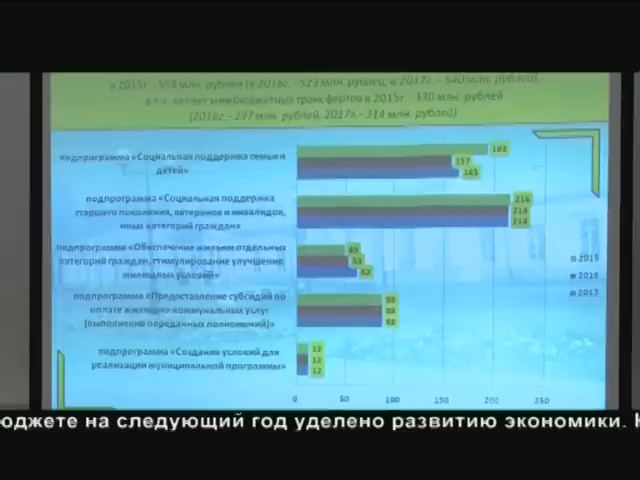 в 2015г. - 558 млн. рублей (в 2016г. - 523 млн. рублей, в 2017г. - 540 млн. рублей),
в т.ч. за счет межбюджетных трансфертов в 2015г - 330 млн. рублей
(2016г. - 297 млн. рублей, 2017г. - 314 млн. рублей)
подпрограмма «Социальная поддержка семьи и
детей»
193
157
163
подпрограмма «Социальная поддержка
старшего поколения, ветеранов и инвалидов,
иных категорий граждан»
216
214
214
подпрограмма «Обеспечение жильем отдельных
категорий граждан, стимулирование улучшения
жилищных условий»
49
53
62
подпрограмма «Предоставление субсидий по
оплате жилищно-коммунальных услуг
(выполнение переданных полномочий)»
88
88
88
подпрограмма «Создание условий для
реализации муниципальной программы»
12
12
12
2015
2016
2017
0 50 100 150 200 250
юджете на следующий год уделено развитию экономики. Н